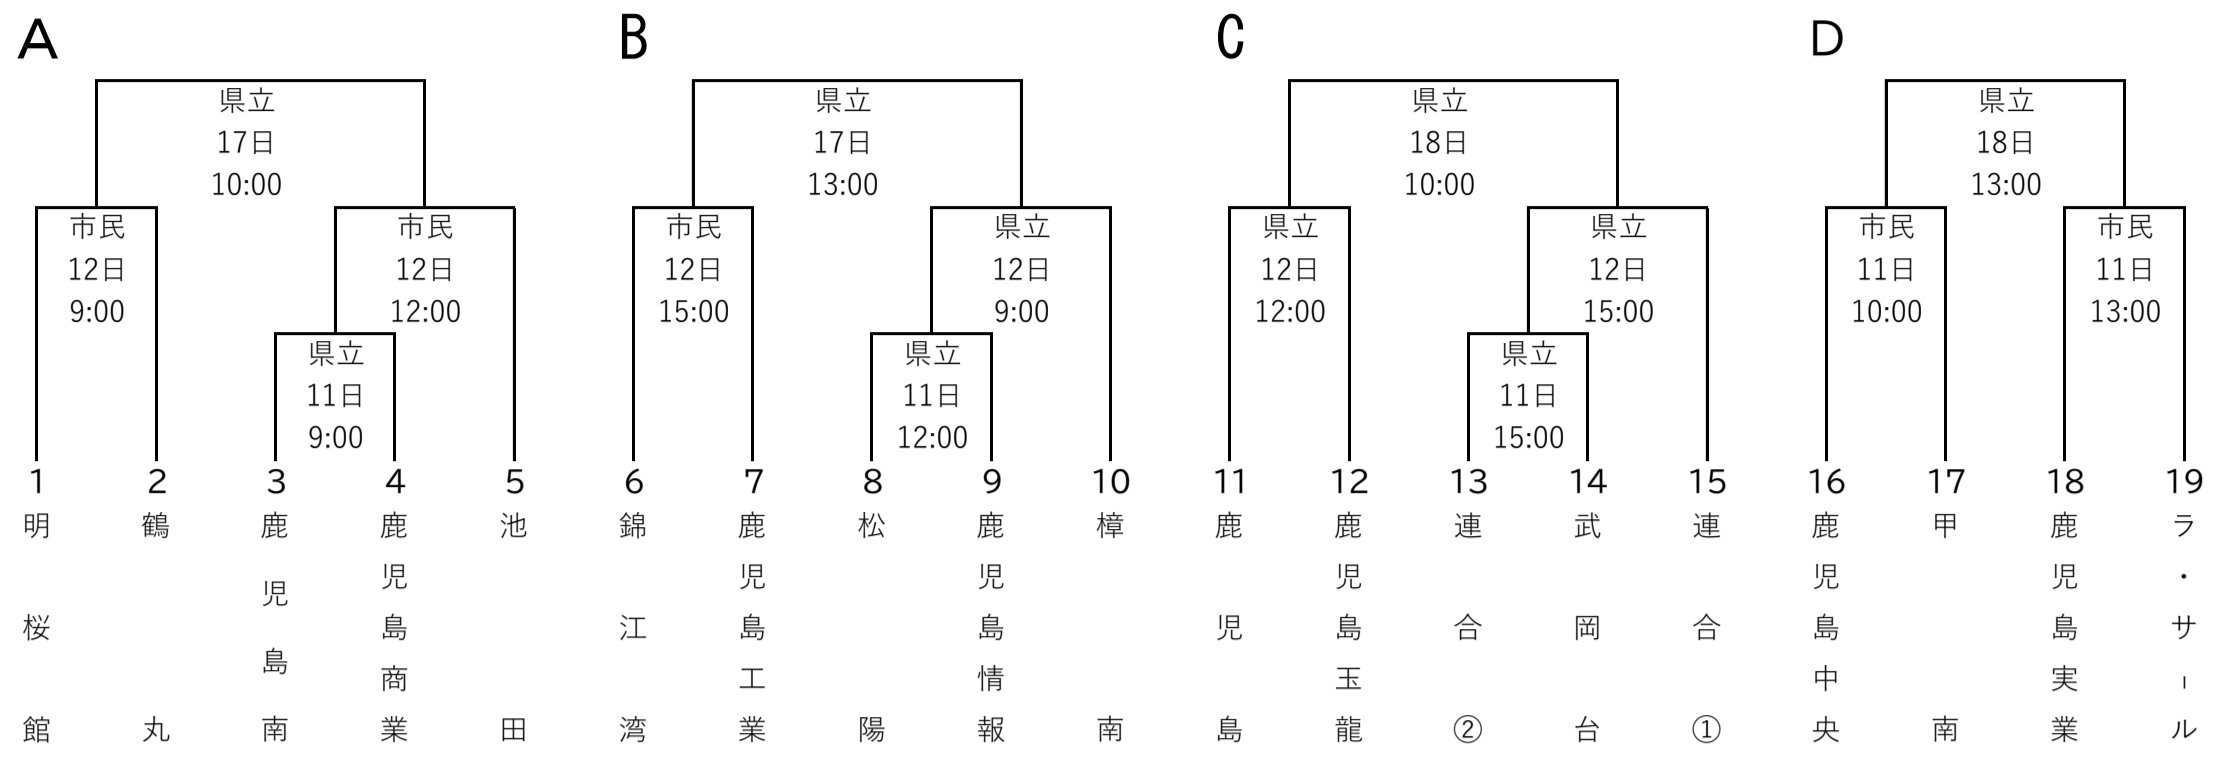 A
県立
17日
10:00
市民
12日
9:00
市民
12日
12:00
県立
11日
9:00
1
明桜館
2
鶴丸
3
鹿児島南
4
鹿児島商業
5
池田
B
県立
17日
13:00
市民
12日
15:00
県立
12日
9:00
県立
11日
12:00
6
錦江湾
7
鹿児島工業
8
松陽
9
鹿児島情報
10
樟南
C
県立
18日
10:00
県立
12日
12:00
県立
12日
15:00
県立
11日
15:00
11
鹿児島
12
鹿児島玉龍
13
連合②
14
武岡台
15
連合①
D
県立
18日
13:00
市民
11日
10:00
市民
11日
13:00
16
鹿児島中央
17
甲南
18
鹿児島実業
19
ラ・サール